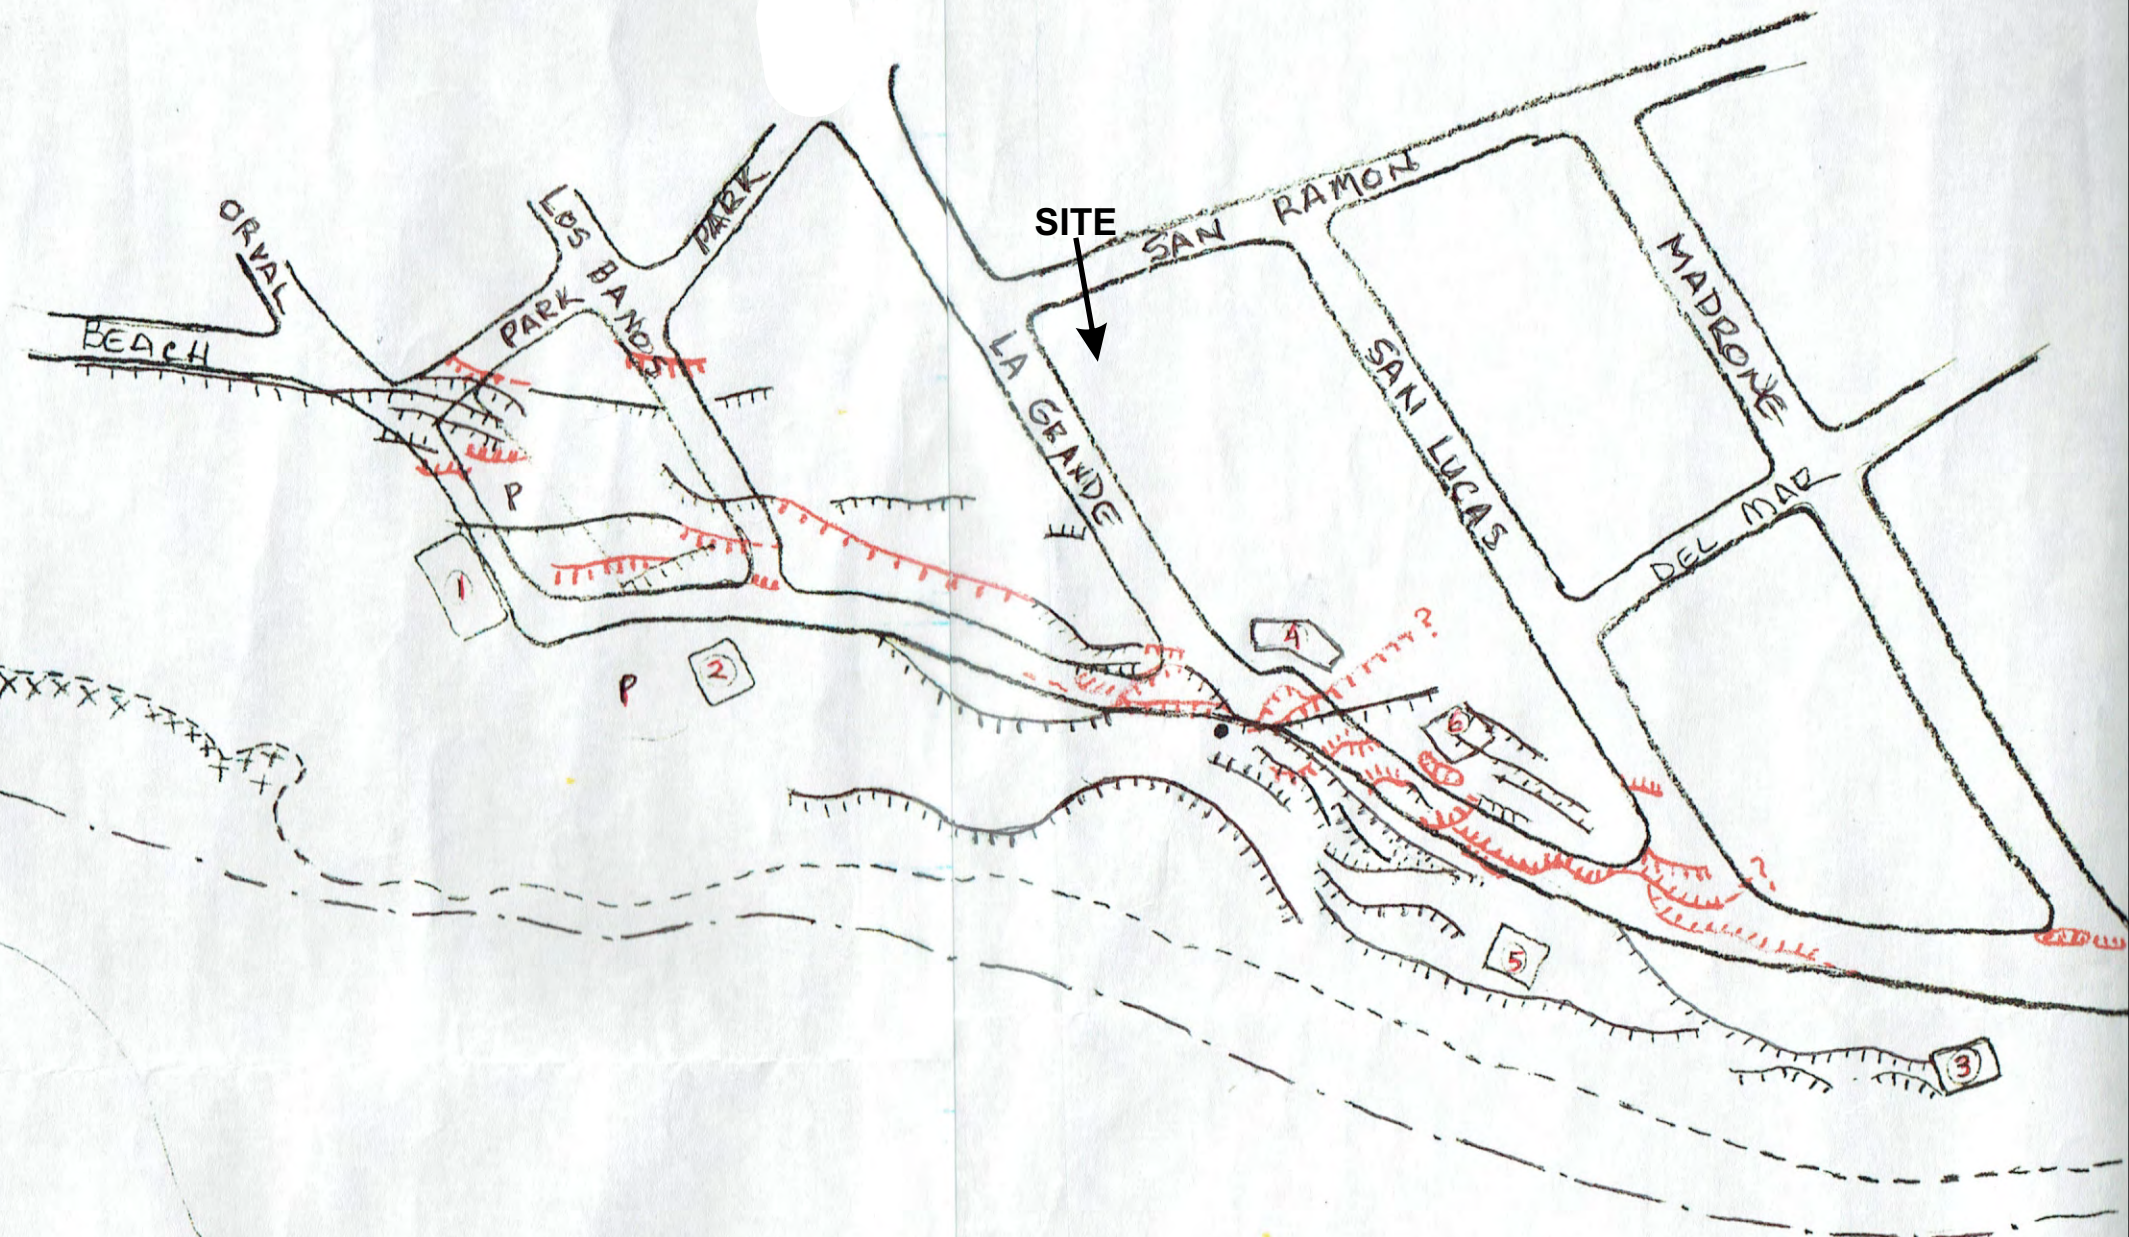 SITE
SAN RAMON
ORVAL
LOS BANOS
PARK
BEACH
PARK
MADRONE
LA GRANDE
SAN LUCAS
DEL MAR
P
1
P
2
4
?
6
?
5
3